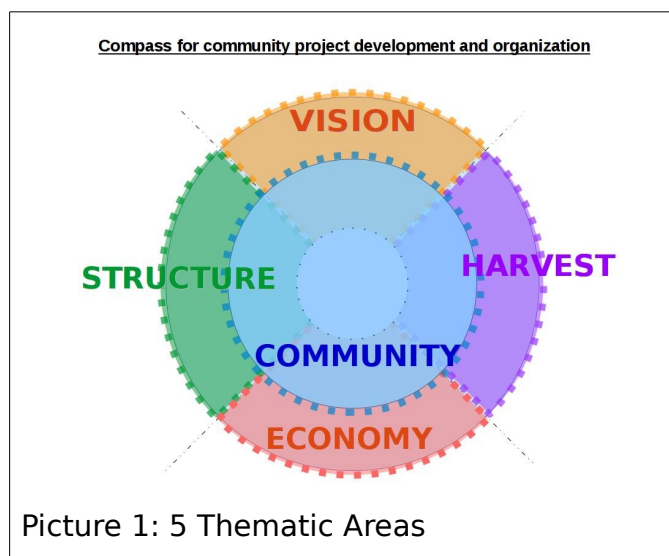 Compass for community project development and organization
VISION
STRUCTURE
HARVEST
COMMUNITY
ECONOMY
Picture 1: 5 Thematic Areas